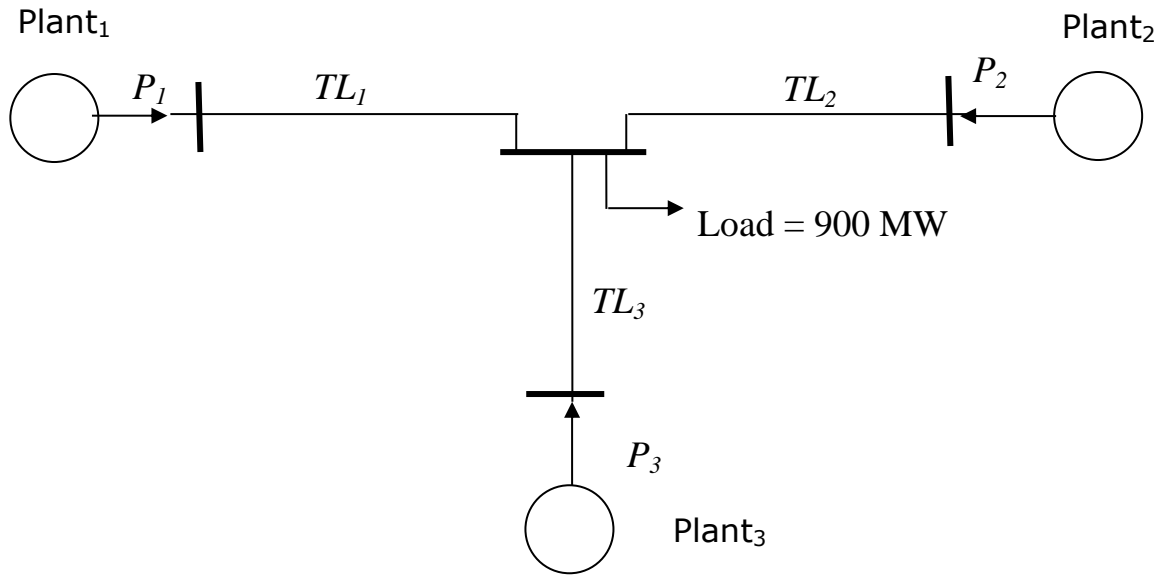 Plant₁
Plant₂
P₁
TL₁
TL₂
P₂
Load = 900 MW
TL₃
P₃
Plant₃